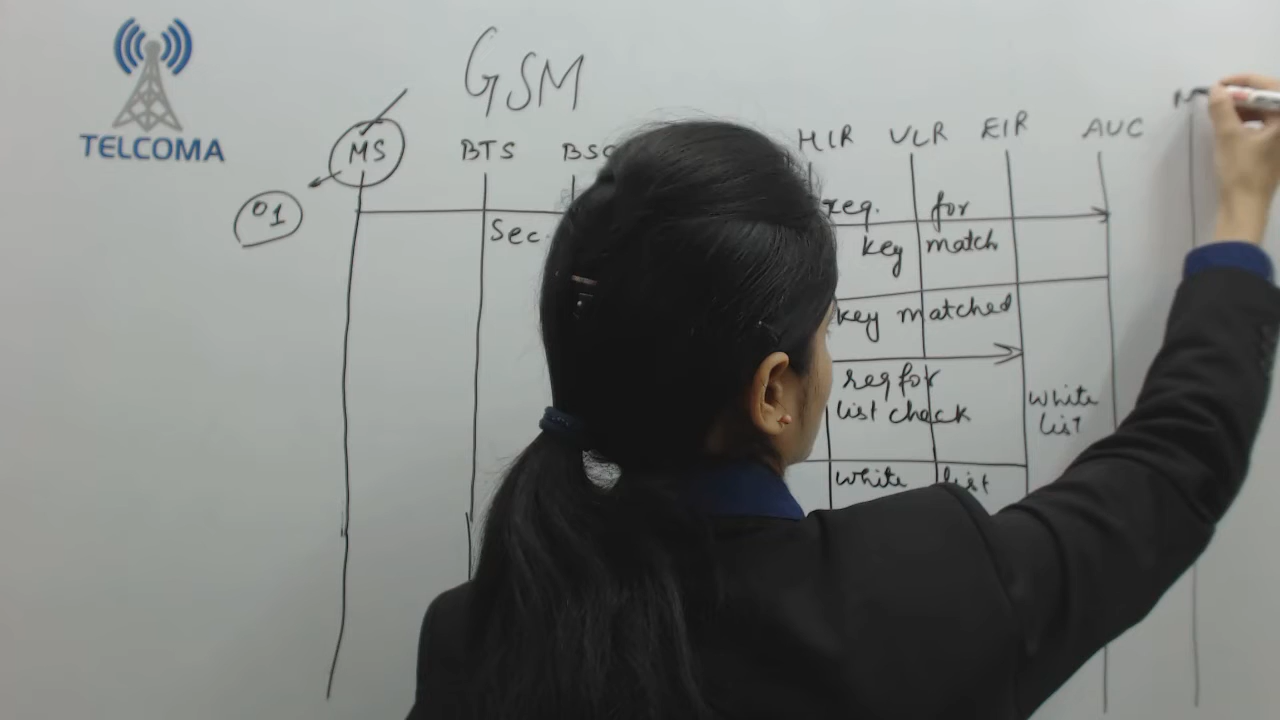 GSM
TELCOMA
MS BTS BSC HLR VLR EIR AUC
01
req. for
Sec. key match
key matched
req for
list check
white
list
white list